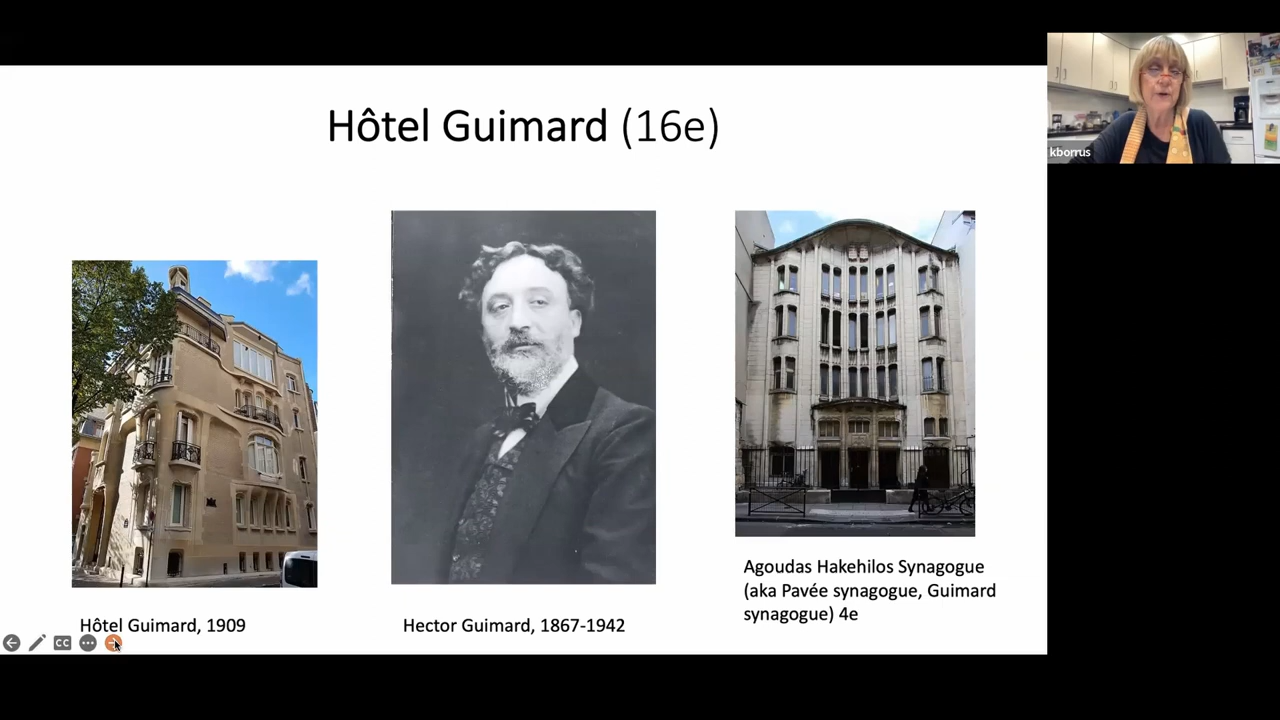 Hôtel Guimard (16e)
kborrus
Agoudas Hakehilos Synagogue
(aka Pavée synagogue, Guimard
synagogue) 4e
Hôtel Guimard, 1909
Hector Guimard, 1867-1942
CC